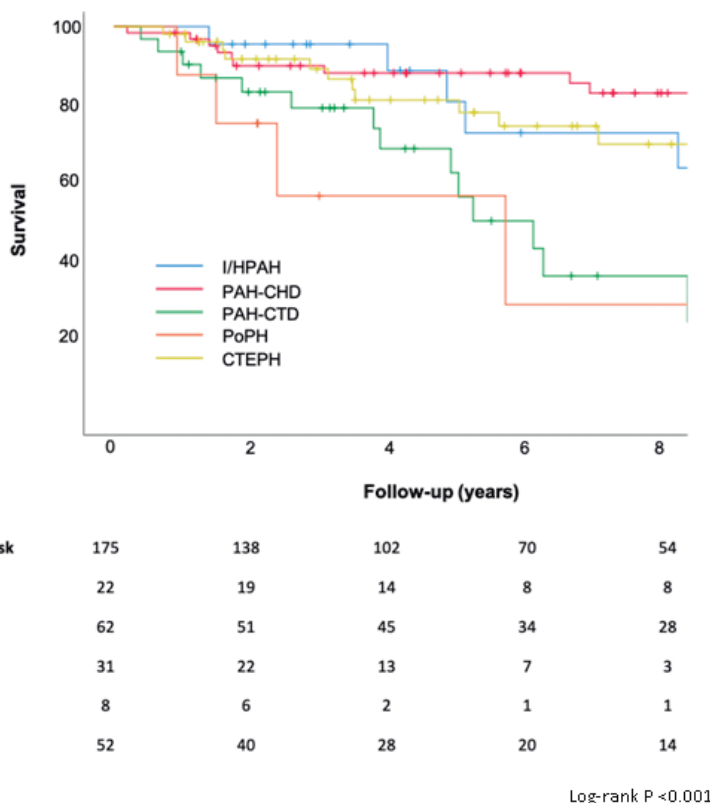 100
80
60
40
20
Survival
I/HPAH
PAH-CHD
PAH-CTD
PoPH
CTEPH
0 2 4 6 8
Follow-up (years)
sk 175 138 102 70 54
22 19 14 8 8
62 51 45 34 28
31 22 13 7 3
8 6 2 1 1
52 40 28 20 14
Log-rank P <0.001